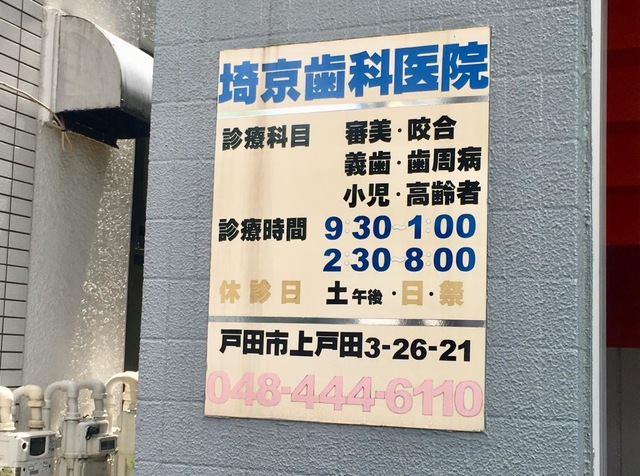 埼京歯科医院
診療科目 審美・咬合
義歯・歯周病
小児・高齢者
診療時間 9:30~1:00
2:30~8:00
休診日 土午後・日・祭
戸田市上戸田3-26-21
048-444-6110